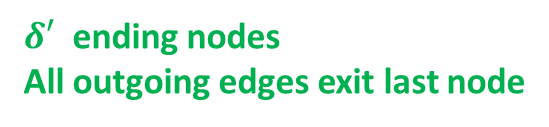 δ′ ending nodes
All outgoing edges exit last node